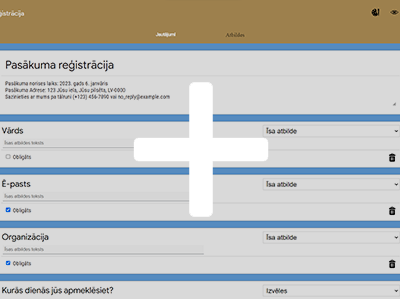 ģistrācija
Jautājumi
Atbildes
Pasākuma reģistrācija
Pasākuma norises laiks: 2023. gads 6. janvāris
Pasākuma Adrese: 123 Jūsu iela, Jūsu pilsēta, LV-0000
Sazinieties ar mums pa tālruni (+123) 456-7890 vai no_reply@example.com
Vārds
Īsa atbilde
Īsas atbildes teksts
Obligāts
Ē-pasts
Īsa atbilde
Īsas atbildes teksts
Obligāts
Organizācija
Īsa atbilde
Īsas atbildes teksts
Obligāts
Kurās dienās jūs apmeklēsiet?
Izvēles